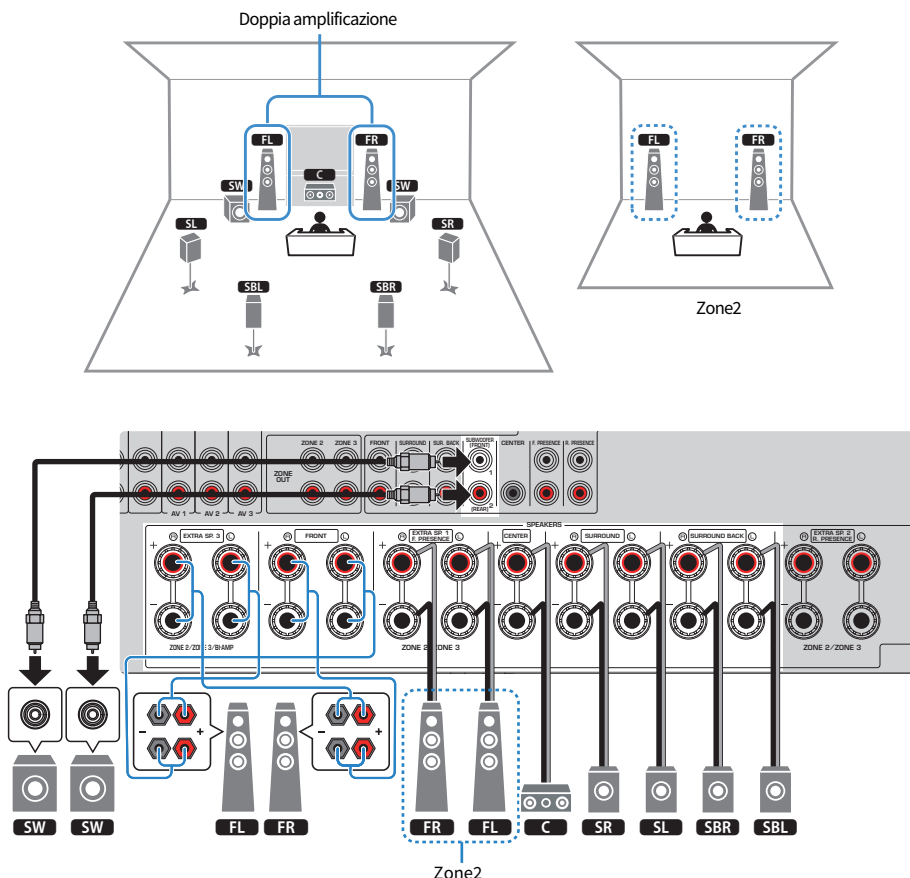 Doppia amplificazione
FL FR FL FR
SW C SW
SL SR
SBL SBR
Zone2
ZONE 2 ZONE 3 FRONT SURROUND SUR. BACK SUBWOOFER CENTER F. PRESENCE R. PRESENCE
(FRONT)
1
ZONE
OUT
2
AV 1 AV 2 AV 3 (REAR)
SPEAKERS
R EXTRA SP. 3 L R FRONT L R EXTRA SP. 1 L CENTER R SURROUND L R SURROUND BACK L R EXTRA SP. 2 L
F. PRESENCE R. PRESENCE
+ + + + + + +
− − − − − − −
ZONE 2/ZONE 3/BI-AMP ZONE 2/ZONE 3 ZONE 2/ZONE 3
− + − +
SW SW FL FR FR FL C SR SL SBR SBL
Zone2